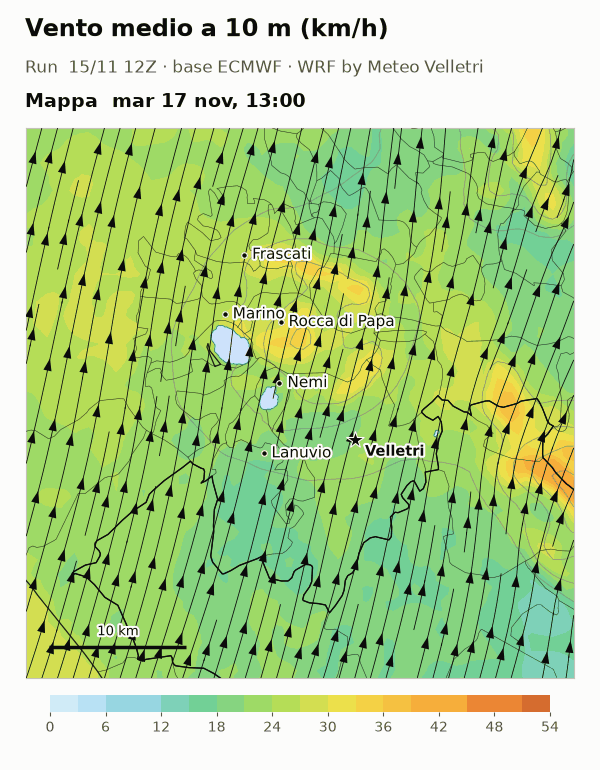 Vento medio a 10 m (km/h)
Run  15/11 12Z · base ECMWF · WRF by Meteo Velletri
Mappa  mar 17 nov, 13:00
Frascati
Marino
Rocca di Papa
Nemi
Velletri
Lanuvio
10 km
0 6 12 18 24 30 36 42 48 54